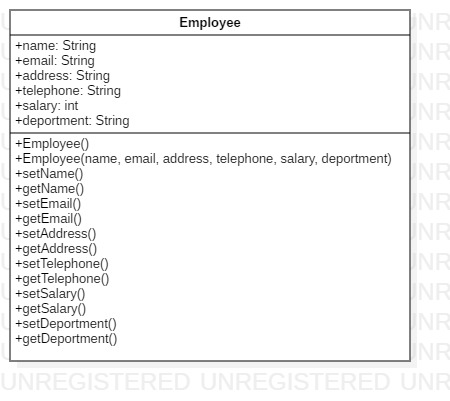 Employee
+name: String
+email: String
+address: String
+telephone: String
+salary: int
+deportment: String
+Employee()
+Employee(name, email, address, telephone, salary, deportment)
+setName()
+getName()
+setEmail()
+getEmail()
+setAddress()
+getAddress()
+setTelephone()
+getTelephone()
+setSalary()
+getSalary()
+setDeportment()
+getDeportment()
UNREGISTERED UNREGISTERED